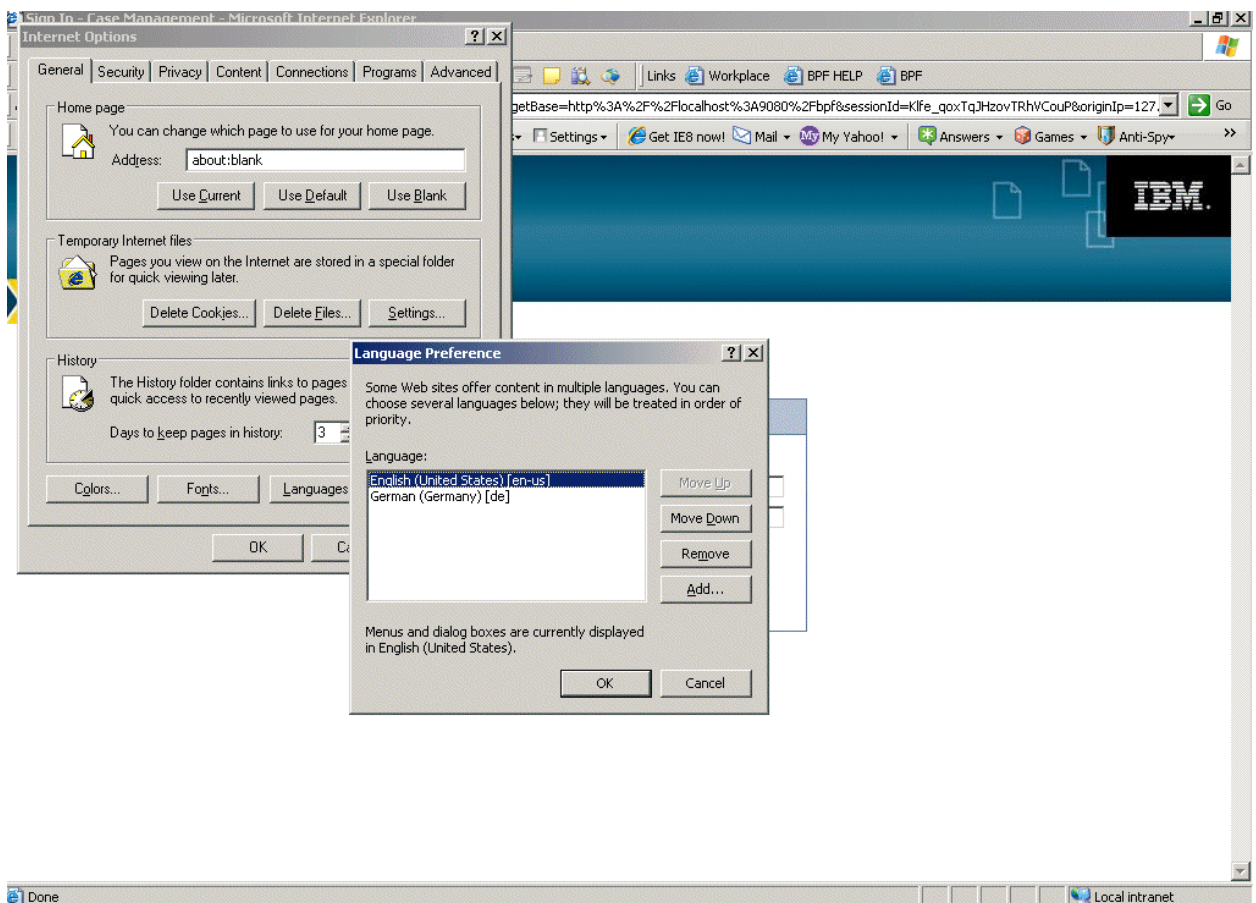 Sign In - Case Management - Microsoft Internet Explorer
Internet Options
General Security Privacy Content Connections Programs Advanced
Links Workplace BPF HELP BPF
getBase=http%3A%2F%2Flocalhost%3A9080%2Fbpf&sessionId=Klfe_qoxTqJHzovTRhVCouP&originIp=127. Go
Settings Get IE8 now! Mail My Yahoo! Answers Games Anti-Spy >>
IBM.
Home page
You can change which page to use for your home page.
Address: about:blank
Use Current Use Default Use Blank
Temporary Internet files
Pages you view on the Internet are stored in a special folder
for quick viewing later.
Delete Cookies... Delete Files... Settings...
History
The History folder contains links to pages
quick access to recently viewed pages.
Days to keep pages in history: 3
Colors... Fonts... Languages
OK
Language Preference
Some Web sites offer content in multiple languages. You can
choose several languages below; they will be treated in order of
priority.
Language:
English (United States) [en-us]
German (Germany) [de]
Move Up
Move Down
Remove
Add...
Menus and dialog boxes are currently displayed
in English (United States).
OK Cancel
Done Local intranet